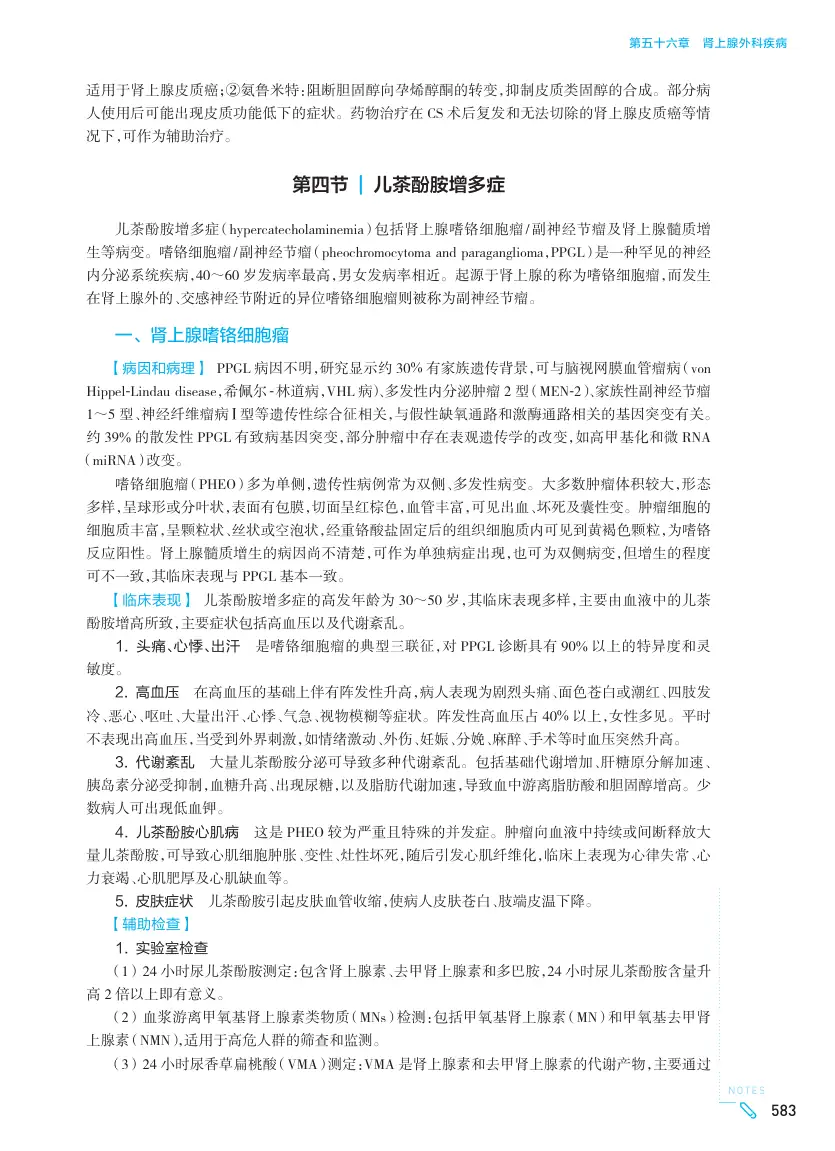 第五十六章 肾上腺外科疾病
适用于肾上腺皮质癌;②氨鲁米特:阻断胆固醇向孕烯醇酮的转变,抑制皮质类固醇的合成。部分病
人使用后可能出现皮质功能低下的症状。药物治疗在 CS 术后复发和无法切除的肾上腺皮质癌等情
况下,可作为辅助治疗。
第四节 | 儿茶酚胺增多症
儿茶酚胺增多症(hypercatecholaminemia)包括肾上腺嗜铬细胞瘤/副神经节瘤及肾上腺髓质增
生等病变。嗜铬细胞瘤/副神经节瘤(pheochromocytoma and paraganglioma,PPGL)是一种罕见的神经
内分泌系统疾病,40～60 岁发病率最高,男女发病率相近。起源于肾上腺的称为嗜铬细胞瘤,而发生
在肾上腺外的、交感神经节附近的异位嗜铬细胞瘤则被称为副神经节瘤。
一、肾上腺嗜铬细胞瘤
【病因和病理】 PPGL 病因不明,研究显示约 30% 有家族遗传背景,可与脑视网膜血管瘤病(von
Hippel-Lindau disease,希佩尔-林道病,VHL 病)、多发性内分泌肿瘤 2 型(MEN-2)、家族性副神经节瘤
1～5 型、神经纤维瘤病Ⅰ型等遗传性综合征相关,与假性缺氧通路和激酶通路相关的基因突变有关。
约 39% 的散发性 PPGL 有致病基因突变,部分肿瘤中存在表观遗传学的改变,如高甲基化和微 RNA
(miRNA)改变。
嗜铬细胞瘤(PHEO)多为单侧,遗传性病例常为双侧、多发性病变。大多数肿瘤体积较大,形态
多样,呈球形或分叶状,表面有包膜,切面呈红棕色,血管丰富,可见出血、坏死及囊性变。肿瘤细胞的
细胞质丰富,呈颗粒状、丝状或空泡状,经重铬酸盐固定后的组织细胞质内可见到黄褐色颗粒,为嗜铬
反应阳性。肾上腺髓质增生的病因尚不清楚,可作为单独病症出现,也可为双侧病变,但增生的程度
可不一致,其临床表现与 PPGL 基本一致。
【临床表现】 儿茶酚胺增多症的高发年龄为 30～50 岁,其临床表现多样,主要由血液中的儿茶
酚胺增高所致,主要症状包括高血压以及代谢紊乱。
1. 头痛、心悸、出汗 是嗜铬细胞瘤的典型三联征,对 PPGL 诊断具有 90% 以上的特异度和灵
敏度。
2. 高血压 在高血压的基础上伴有阵发性升高,病人表现为剧烈头痛、面色苍白或潮红、四肢发
冷、恶心、呕吐、大量出汗、心悸、气急、视物模糊等症状。阵发性高血压占 40% 以上,女性多见。平时
不表现出高血压,当受到外界刺激,如情绪激动、外伤、妊娠、分娩、麻醉、手术等时血压突然升高。
3. 代谢紊乱 大量儿茶酚胺分泌可导致多种代谢紊乱。包括基础代谢增加、肝糖原分解加速、
胰岛素分泌受抑制,血糖升高、出现尿糖,以及脂肪代谢加速,导致血中游离脂肪酸和胆固醇增高。少
数病人可出现低血钾。
4. 儿茶酚胺心肌病 这是 PHEO 较为严重且特殊的并发症。肿瘤向血液中持续或间断释放大
量儿茶酚胺,可导致心肌细胞肿胀、变性、灶性坏死,随后引发心肌纤维化,临床上表现为心律失常、心
力衰竭、心肌肥厚及心肌缺血等。
5. 皮肤症状 儿茶酚胺引起皮肤血管收缩,使病人皮肤苍白、肢端皮温下降。
【辅助检查】
1. 实验室检查
(1)24 小时尿儿茶酚胺测定:包含肾上腺素、去甲肾上腺素和多巴胺,24 小时尿儿茶酚胺含量升
高 2 倍以上即有意义。
(2)血浆游离甲氧基肾上腺素类物质(MNs)检测:包括甲氧基肾上腺素(MN)和甲氧基去甲肾
上腺素(NMN),适用于高危人群的筛查和监测。
(3)24 小时尿香草扁桃酸(VMA)测定:VMA 是肾上腺素和去甲肾上腺素的代谢产物,主要通过
NOTES
583